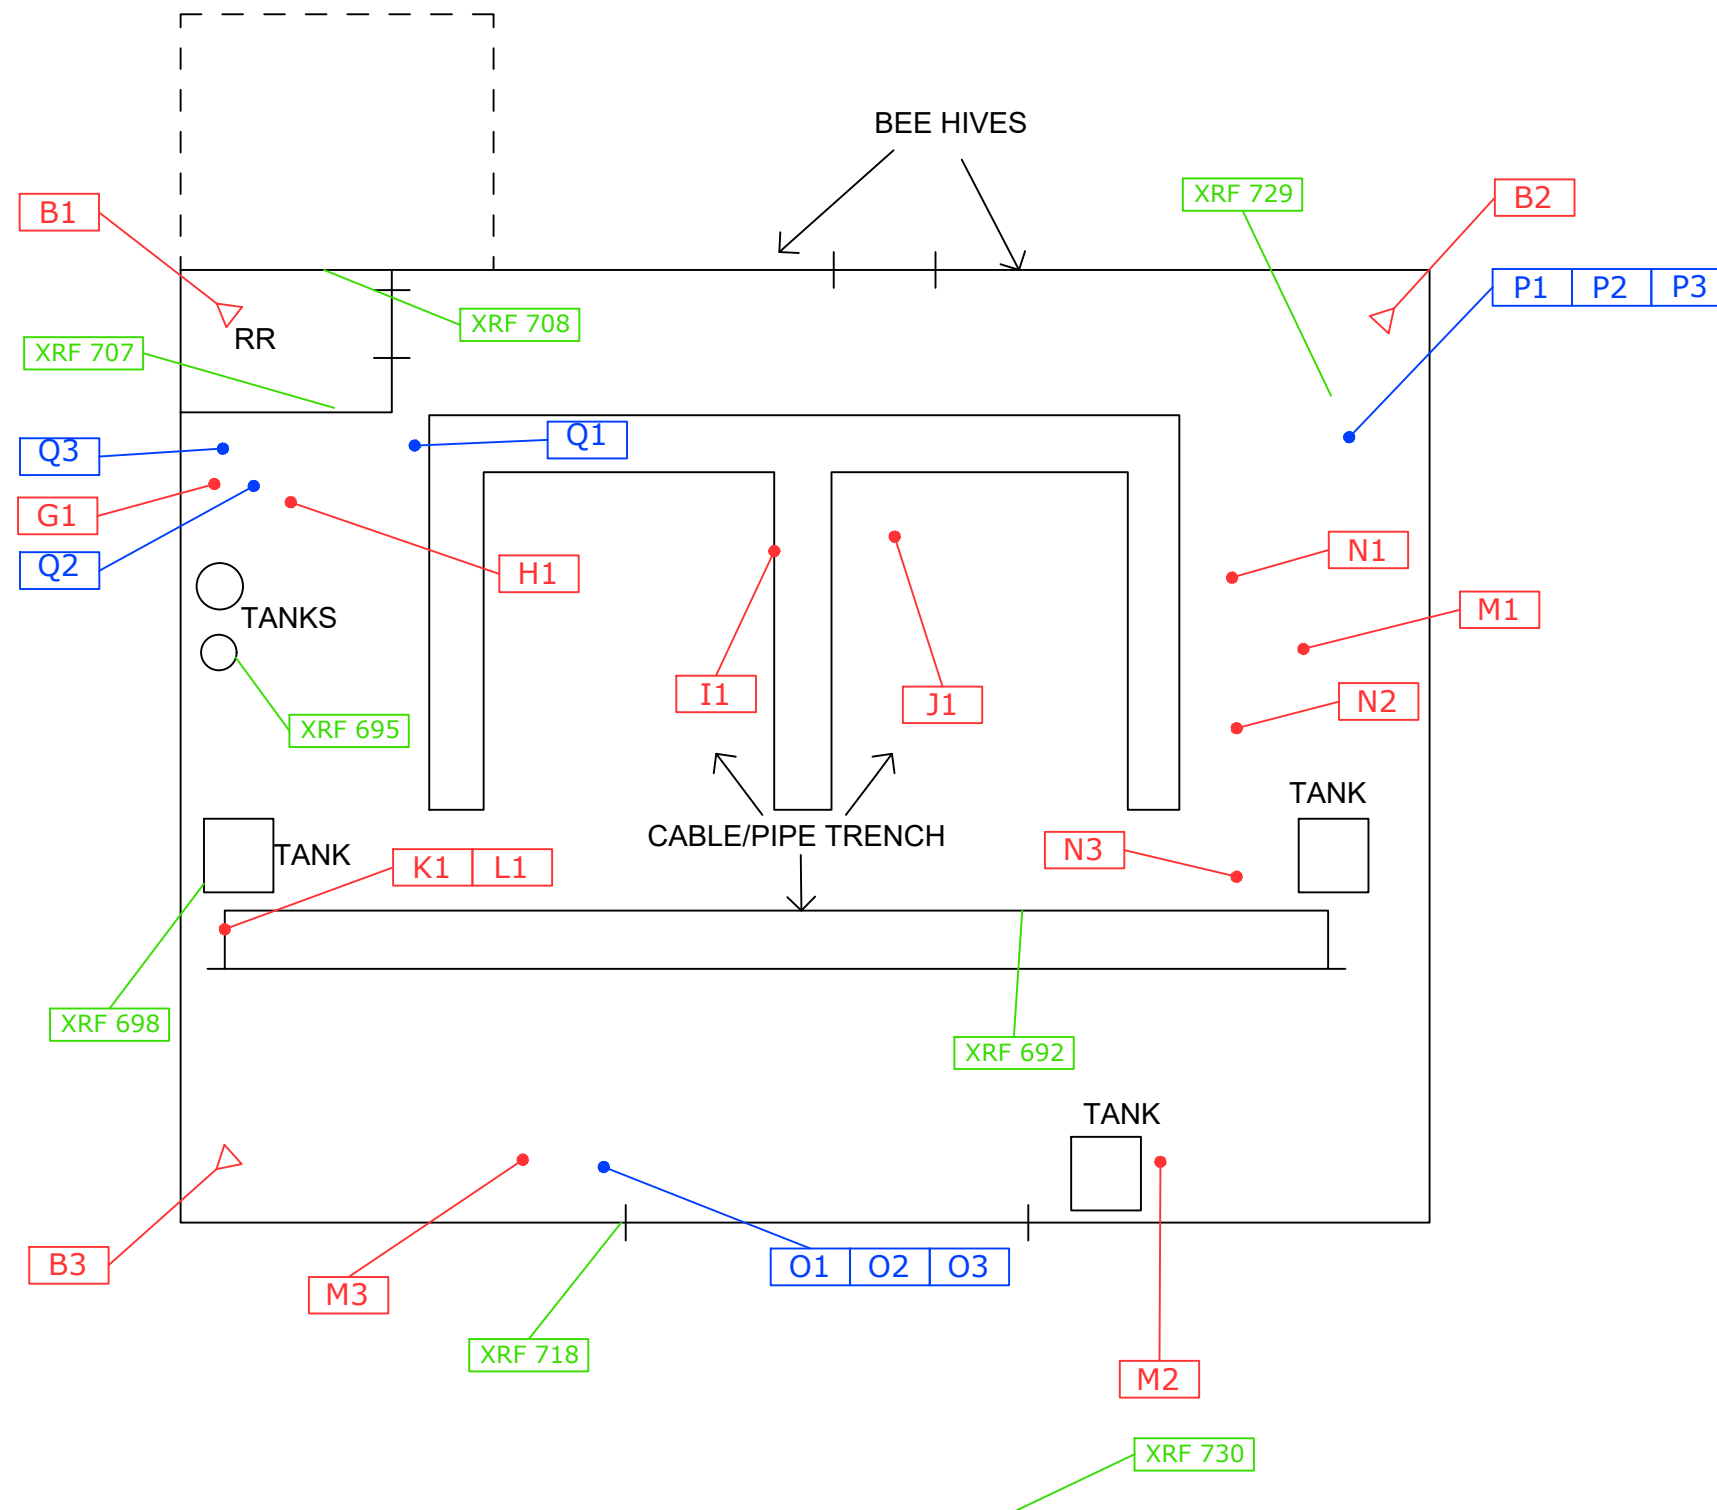 BEE HIVES
XRF 729
B1
B2
P1 P2 P3
XRF 708
RR
XRF 707
Q3
Q1
G1
Q2
H1
N1
TANKS
M1
I1
J1
N2
XRF 695
TANK
CABLE/PIPE TRENCH
N3
TANK
K1 L1
XRF 698
XRF 692
TANK
B3
M3
O1 O2 O3
XRF 718
M2
XRF 730